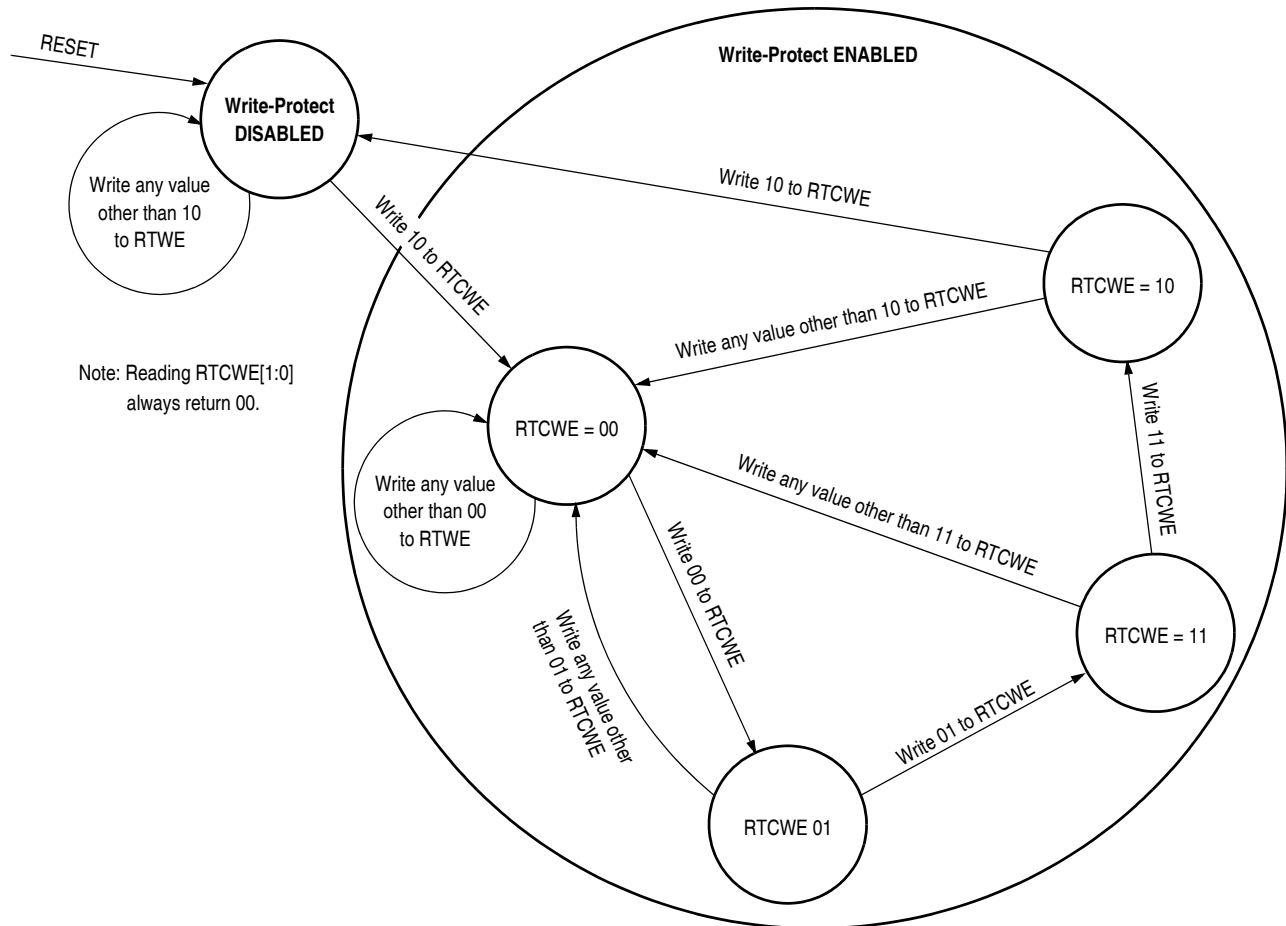 RESET
Write-Protect ENABLED
Write-Protect
DISABLED
Write any value
other than 10
to RTWE
Write 10 to RTCWE
Write 10 to RTCWE
RTCWE = 10
Write any value other than 10 to RTCWE
Note: Reading RTCWE[1:0]
always return 00.
RTCWE = 00
Write 11 to RTCWE
Write any value
other than 00
to RTWE
Write any value other than 11 to RTCWE
Write 00 to RTCWE
RTCWE = 11
Write any value other
than 01 to RTCWE
Write 01 to RTCWE
RTCWE 01